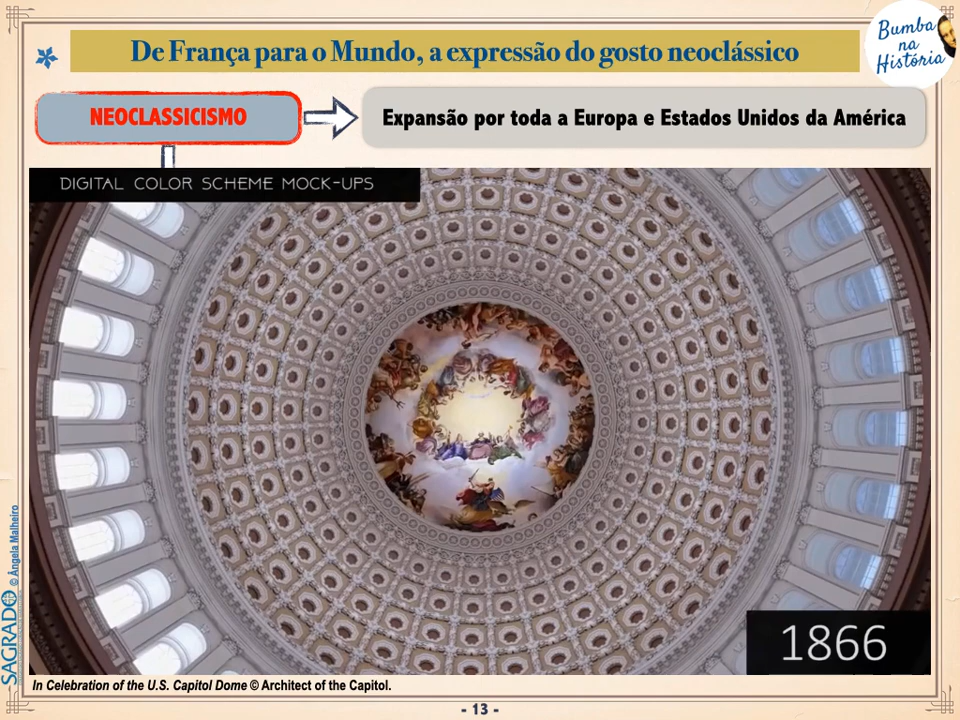 De França para o Mundo, a expressão do gosto neoclássico
Bumba
na
História
NEOCLASSICISMO
Expansão por toda a Europa e Estados Unidos da América
DIGITAL COLOR SCHEME MOCK-UPS
1866
SAGRADO
© Ângela Malheiro
In Celebration of the U.S. Capitol Dome © Architect of the Capitol.
- 13 -